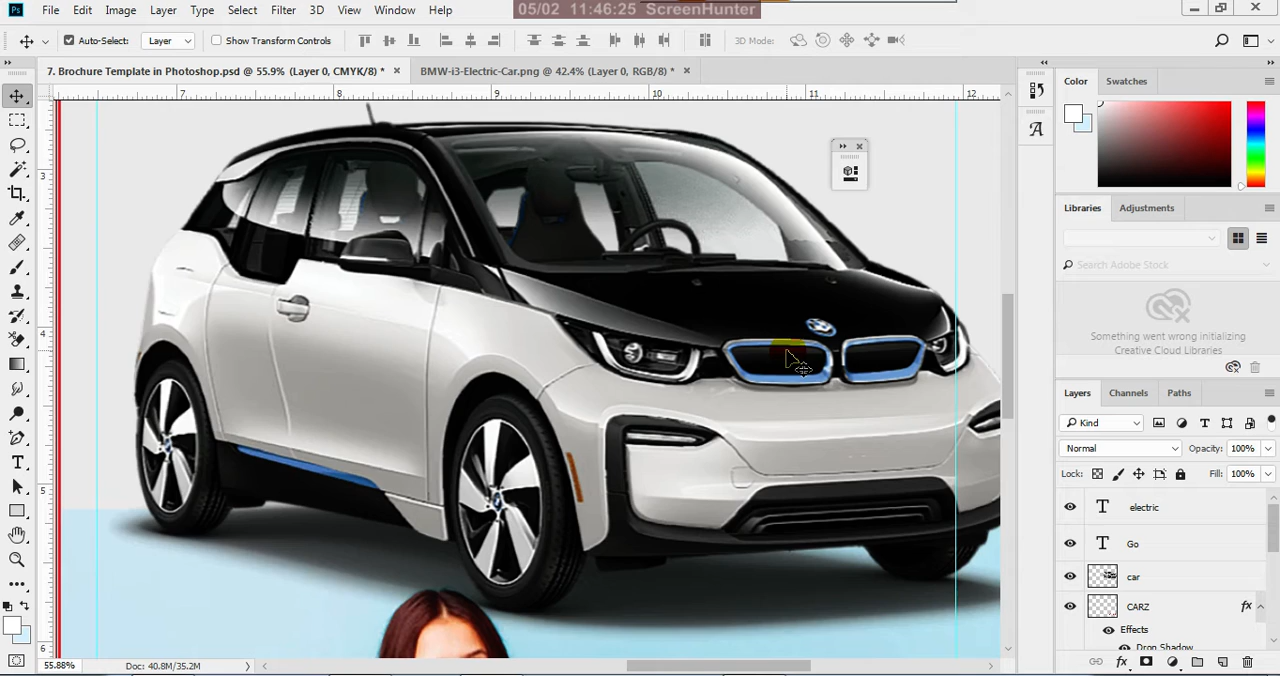 05/02 11:46:25 ScreenHunter
Ps File Edit Image Layer Type Select Filter 3D View Window Help
Auto-Select: Layer Show Transform Controls 3D Mode:
7. Brochure Template in Photoshop.psd @ 55.9% (Layer 0, CMYK/8) * BMW-i3-Electric-Car.png @ 42.4% (Layer 0, RGB/8) *
7 9 10 11 12
3
4
5
6
Color Swatches
Libraries Adjustments
Search Adobe Stock
Something went wrong initializing
Creative Cloud Libraries
Layers Channels Paths
Kind
Normal Opacity: 100%
Lock: Fill: 100%
electric
Go
car
CARZ fx
Effects
Drop Shadow
55.88% Doc: 40.8M/35.2M